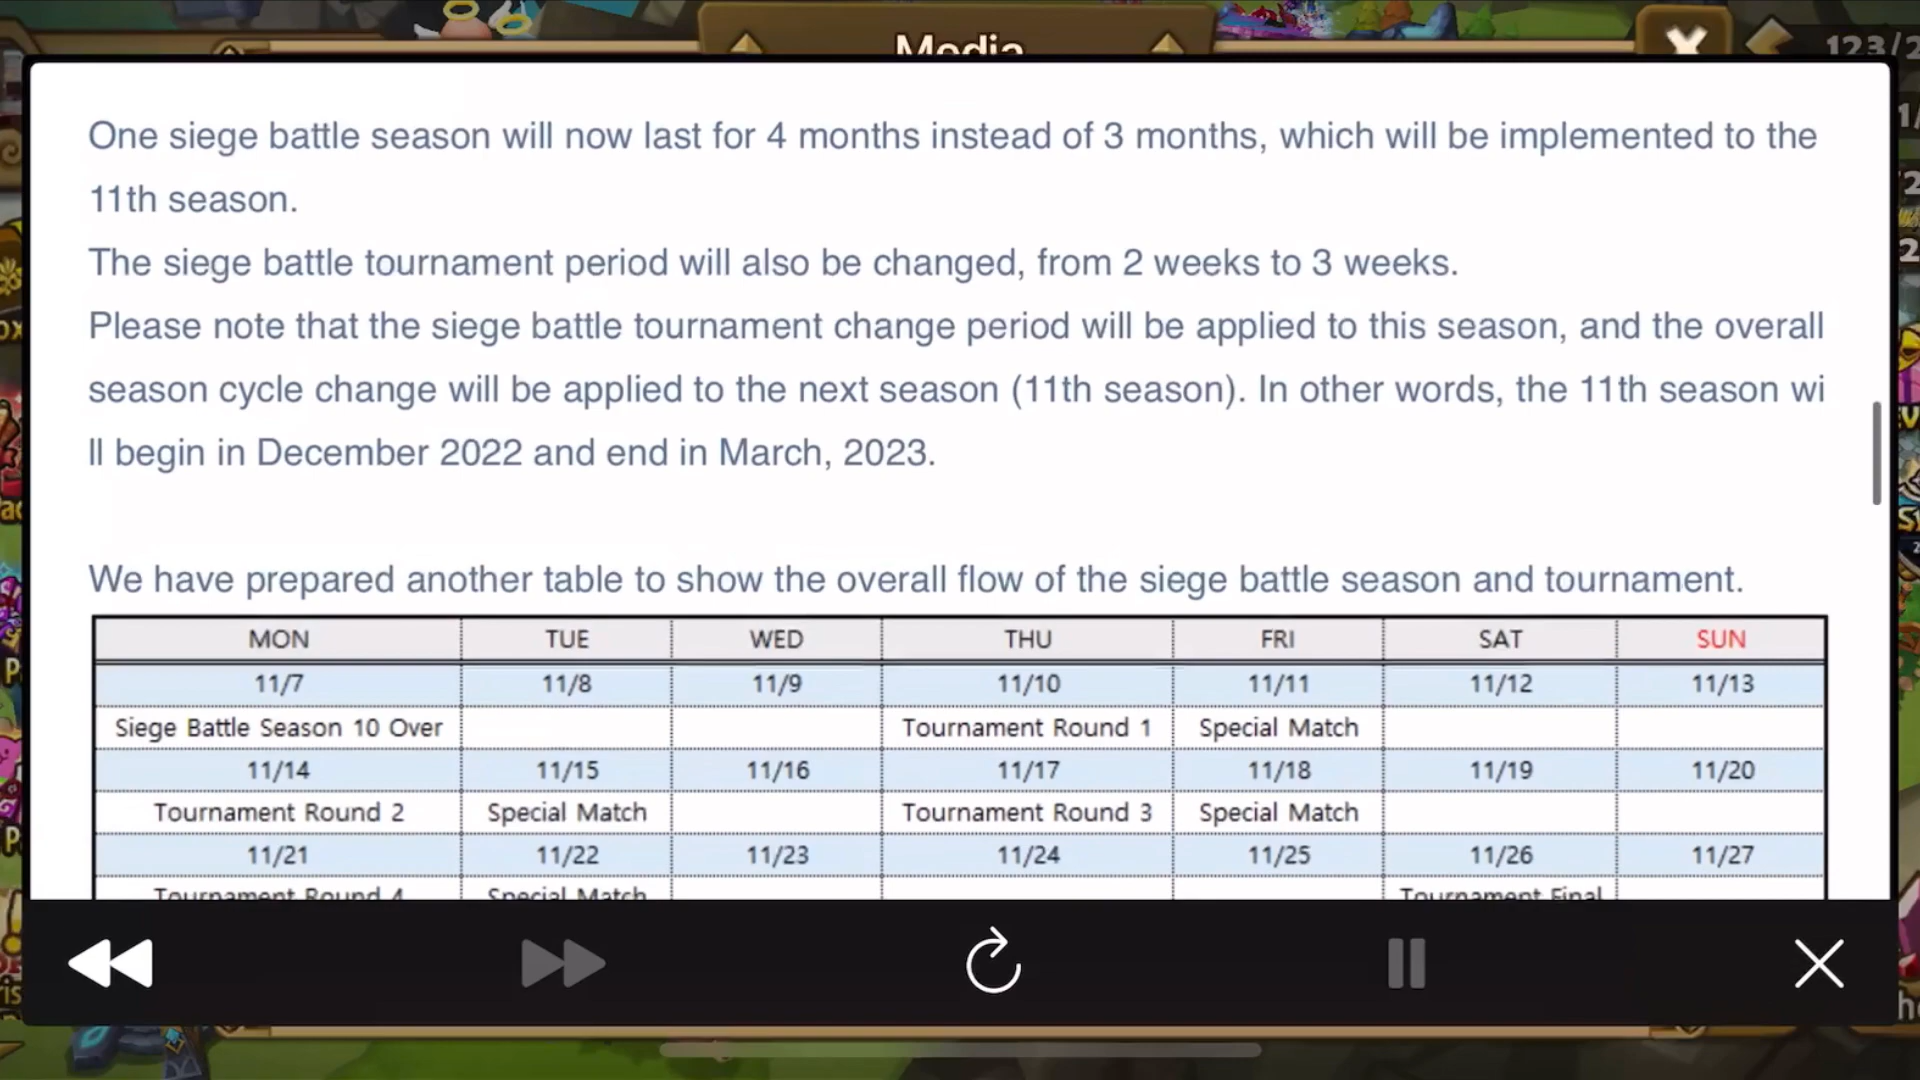 Media
123/2
One siege battle season will now last for 4 months instead of 3 months, which will be implemented to the
11th season.
The siege battle tournament period will also be changed, from 2 weeks to 3 weeks.
Please note that the siege battle tournament change period will be applied to this season, and the overall
season cycle change will be applied to the next season (11th season). In other words, the 11th season wi
ll begin in December 2022 and end in March, 2023.
We have prepared another table to show the overall flow of the siege battle season and tournament.
MON TUE WED THU FRI SAT SUN
11/7 11/8 11/9 11/10 11/11 11/12 11/13
Siege Battle Season 10 Over Tournament Round 1 Special Match
11/14 11/15 11/16 11/17 11/18 11/19 11/20
Tournament Round 2 Special Match Tournament Round 3 Special Match
11/21 11/22 11/23 11/24 11/25 11/26 11/27
Tournament Round 4 Special Match Tournament Final